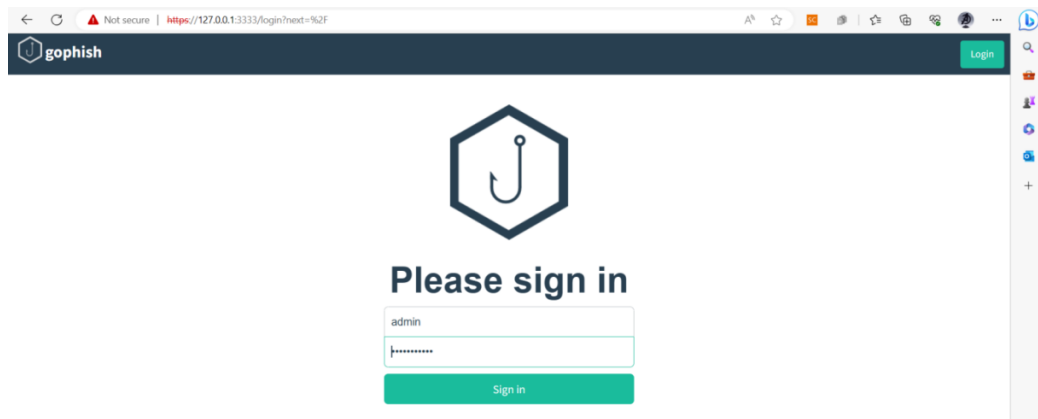 Not secure | https://127.0.0.1:3333/login?next=%2F
gophish
Login
Please sign in
admin
•••••••••••
Sign in